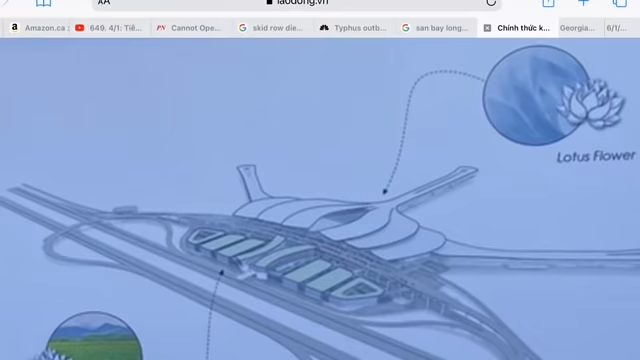 AA laodong.vn
Amazon.ca : 649. 4/1: Tiê... Cannot Ope... skid row die... Typhus outb... san bay long... Chính thức k... Georgia... 6/1/...
Lotus Flower